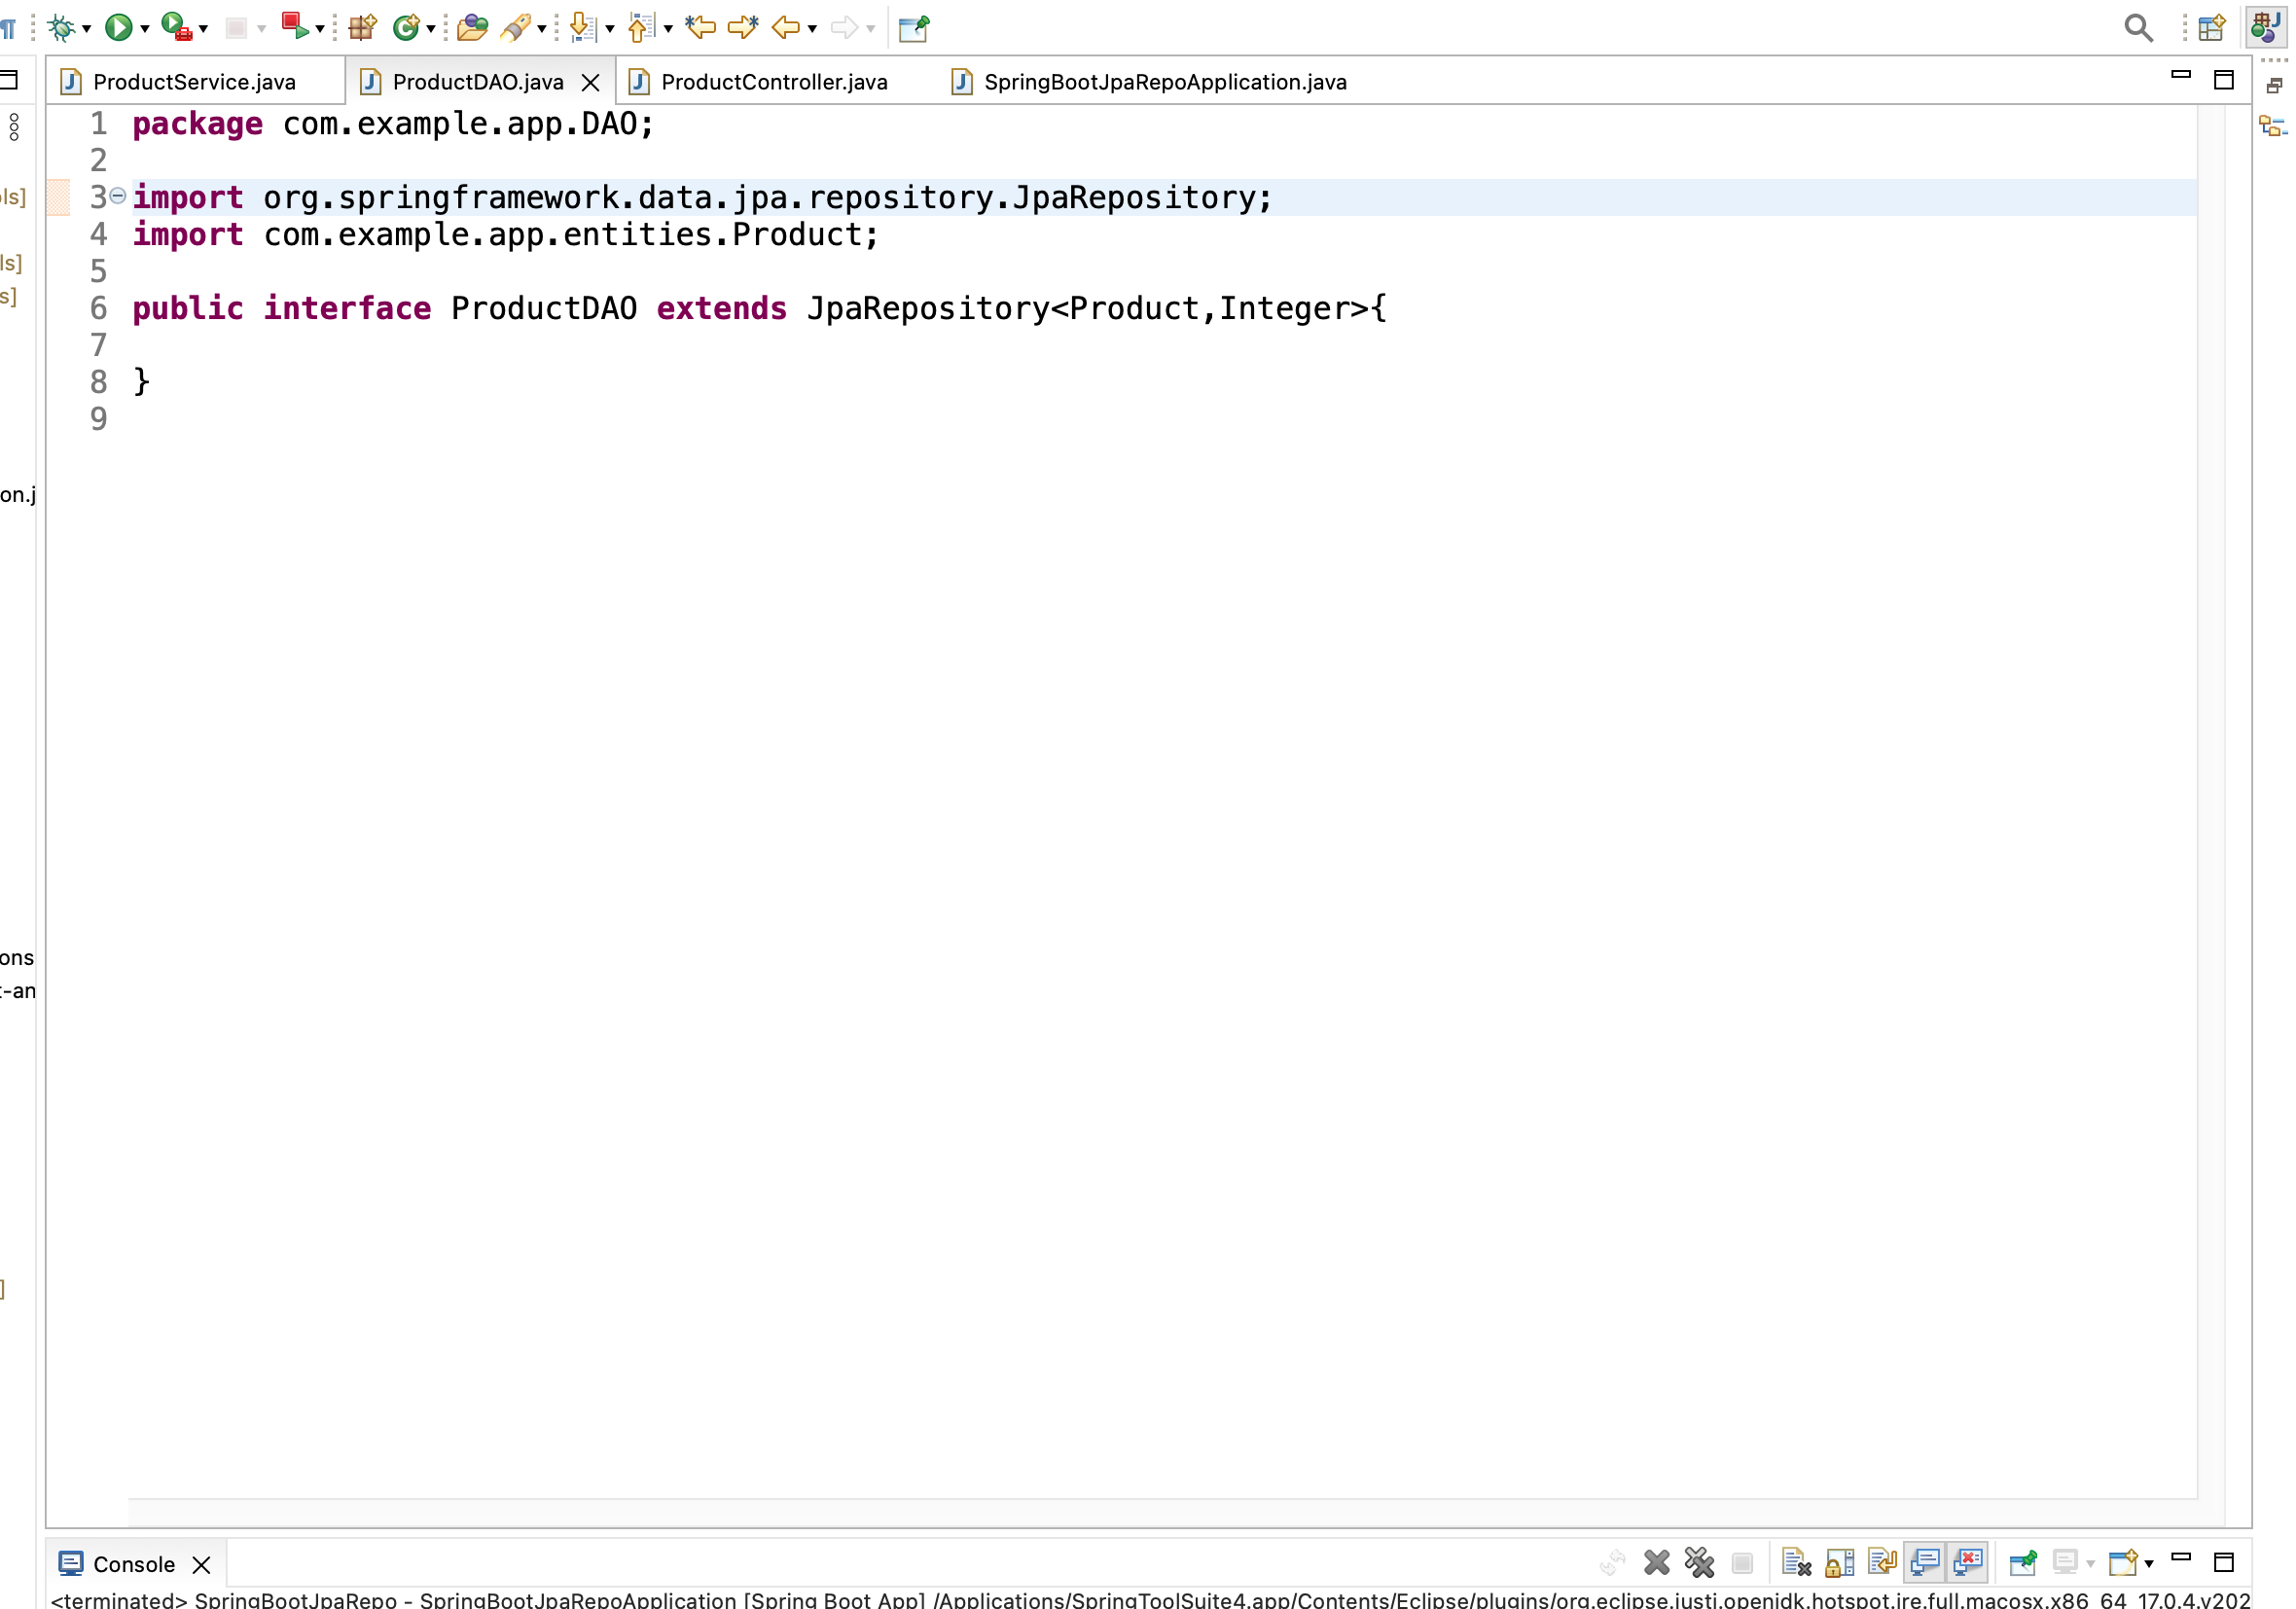 ProductService.java
ProductDAO.java
ProductController.java
SpringBootJpaRepoApplication.java
1 package com.example.app.DAO;
2
3 import org.springframework.data.jpa.repository.JpaRepository;
4 import com.example.app.entities.Product;
5
6 public interface ProductDAO extends JpaRepository<Product,Integer>{
7
8 }
9
ls]
s]
on.j
ons
t-an
]
Console
<terminated> SpringBootJpaRepo - SpringBootJpaRepoApplication [Spring Boot App] /Applications/SpringToolSuite4.app/Contents/Eclipse/plugins/org.eclipse.justj.openjdk.hotspot.jre.full.macosx.x86_64_17.0.4.v202